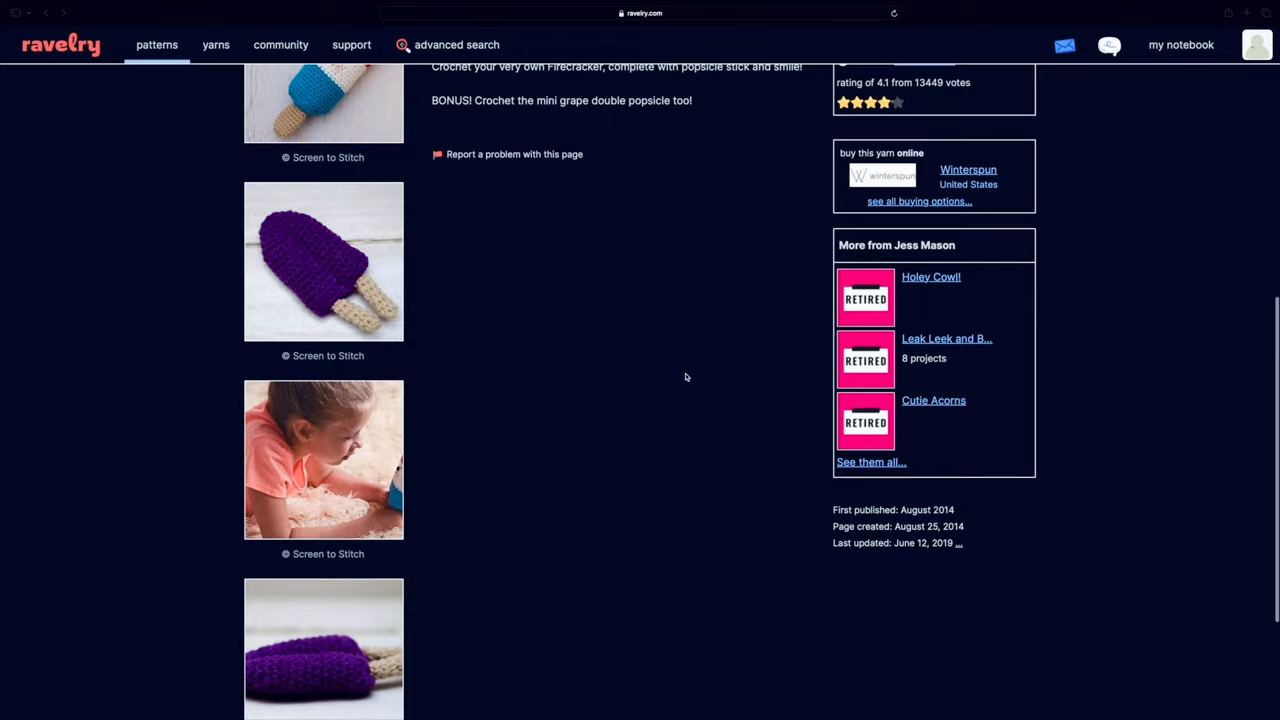 ravelry.com
ravelry
patterns
yarns
community
support
advanced search
my notebook
Crochet your very own Firecracker, complete with popsicle stick and smile!
BONUS! Crochet the mini grape double popsicle too!
Report a problem with this page
© Screen to Stitch
© Screen to Stitch
© Screen to Stitch
rating of 4.1 from 13449 votes
buy this yarn online
winterspun
Winterspun
United States
see all buying options...
More from Jess Mason
RETIRED
Holey Cowl!
RETIRED
Leak Leek and B...
8 projects
RETIRED
Cutie Acorns
See them all...
First published: August 2014
Page created: August 25, 2014
Last updated: June 12, 2019 ...